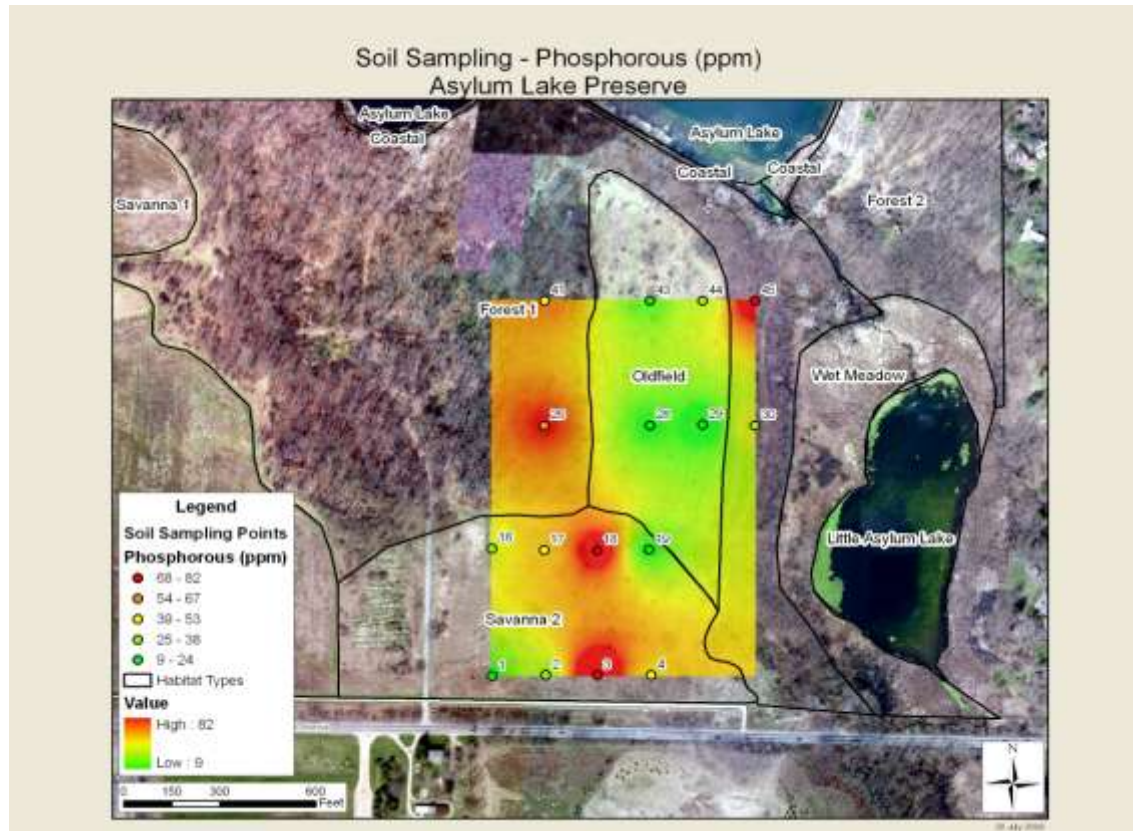 Soil Sampling - Phosphorous (ppm)
Asylum Lake Preserve
Asylum Lake
Coastal
Asylum Lake
Coastal
Coastal
Savanna 1
Forest 2
41
43
44
45
Forest 1
Oldfield
Wet Meadow
29
30
16
17
18
19
Little Asylum Lake
Savanna 2
1
2
3
4
Legend
Soil Sampling Points
Phosphorous (ppm)
68 - 82
54 - 67
39 - 53
25 - 38
9 - 24
Habitat Types
Value
High : 82
Low : 9
0 150 300 600
Feet
N